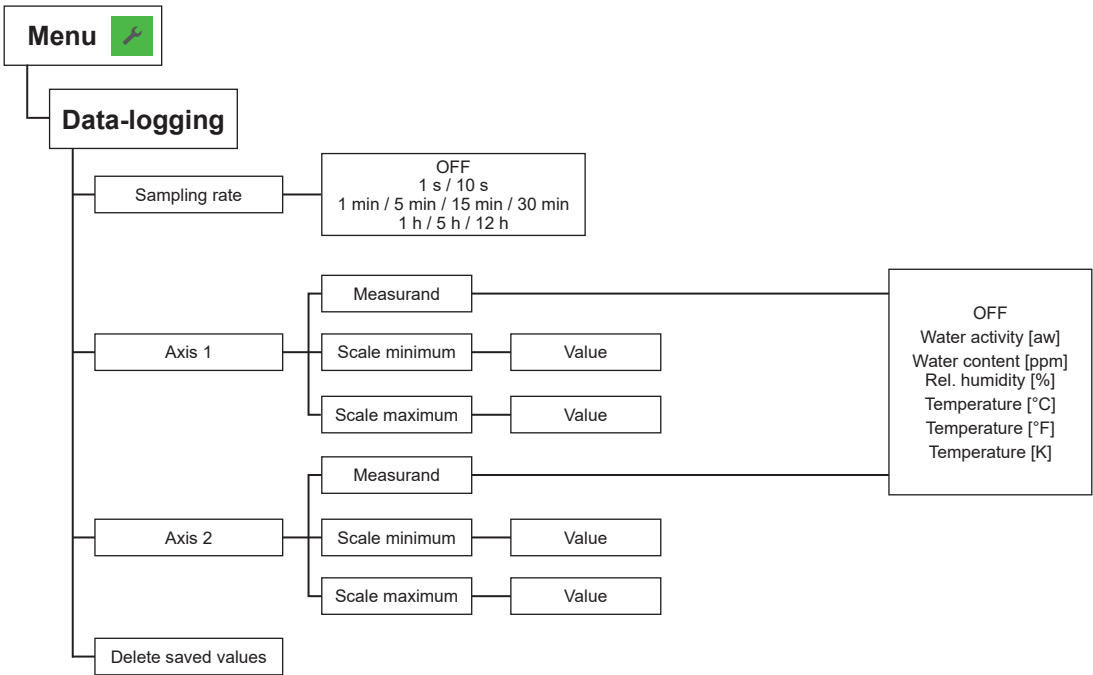 Menu
Data-logging
Sampling rate
OFF
1 s / 10 s
1 min / 5 min / 15 min / 30 min
1 h / 5 h / 12 h
Axis 1
Measurand
Scale minimum
Value
Scale maximum
Value
OFF
Water activity [aw]
Water content [ppm]
Rel. humidity [%]
Temperature [°C]
Temperature [°F]
Temperature [K]
Axis 2
Measurand
Scale minimum
Value
Scale maximum
Value
Delete saved values